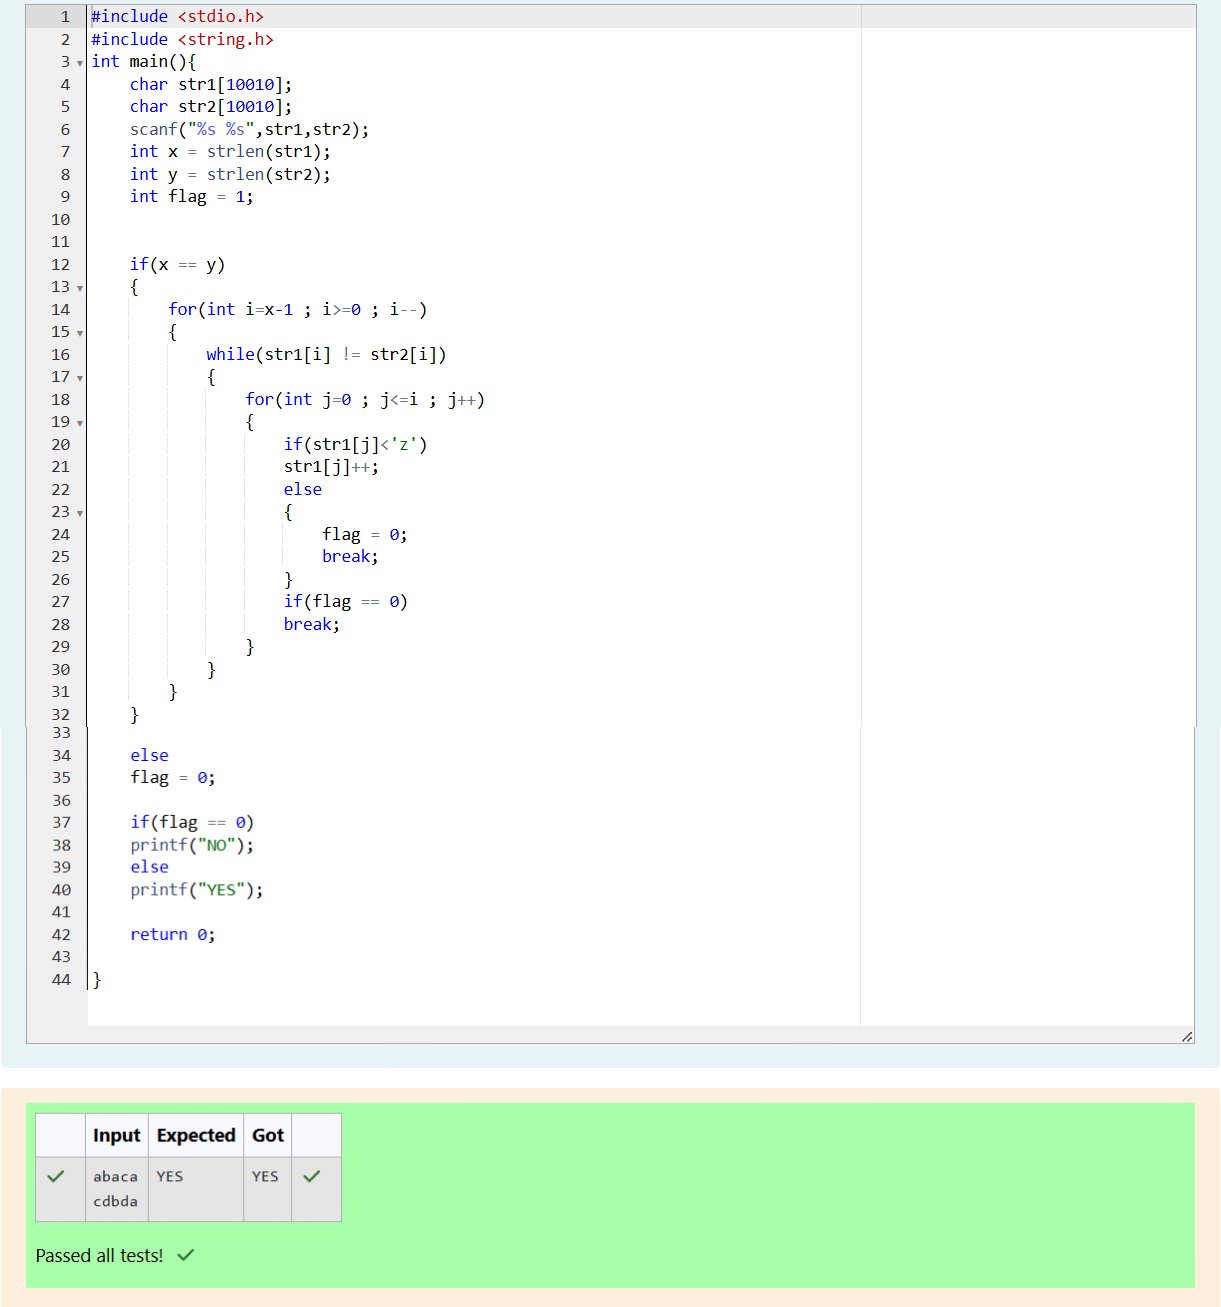 1 #include <stdio.h>
2 #include <string.h>
3 int main(){
4     char str1[10010];
5     char str2[10010];
6     scanf("%s %s",str1,str2);
7     int x = strlen(str1);
8     int y = strlen(str2);
9     int flag = 1;
10
11
12     if(x == y)
13     {
14         for(int i=x-1 ; i>=0 ; i--)
15         {
16             while(str1[i] != str2[i])
17             {
18                 for(int j=0 ; j<=i ; j++)
19                 {
20                     if(str1[j]<'z')
21                     str1[j]++;
22                     else
23                     {
24                         flag = 0;
25                         break;
26                     }
27                     if(flag == 0)
28                     break;
29                 }
30             }
31         }
32     }
33
34     else
35     flag = 0;
36
37     if(flag == 0)
38     printf("NO");
39     else
40     printf("YES");
41
42     return 0;
43
44 }
Input Expected Got
abaca YES YES
cdbda
Passed all tests!